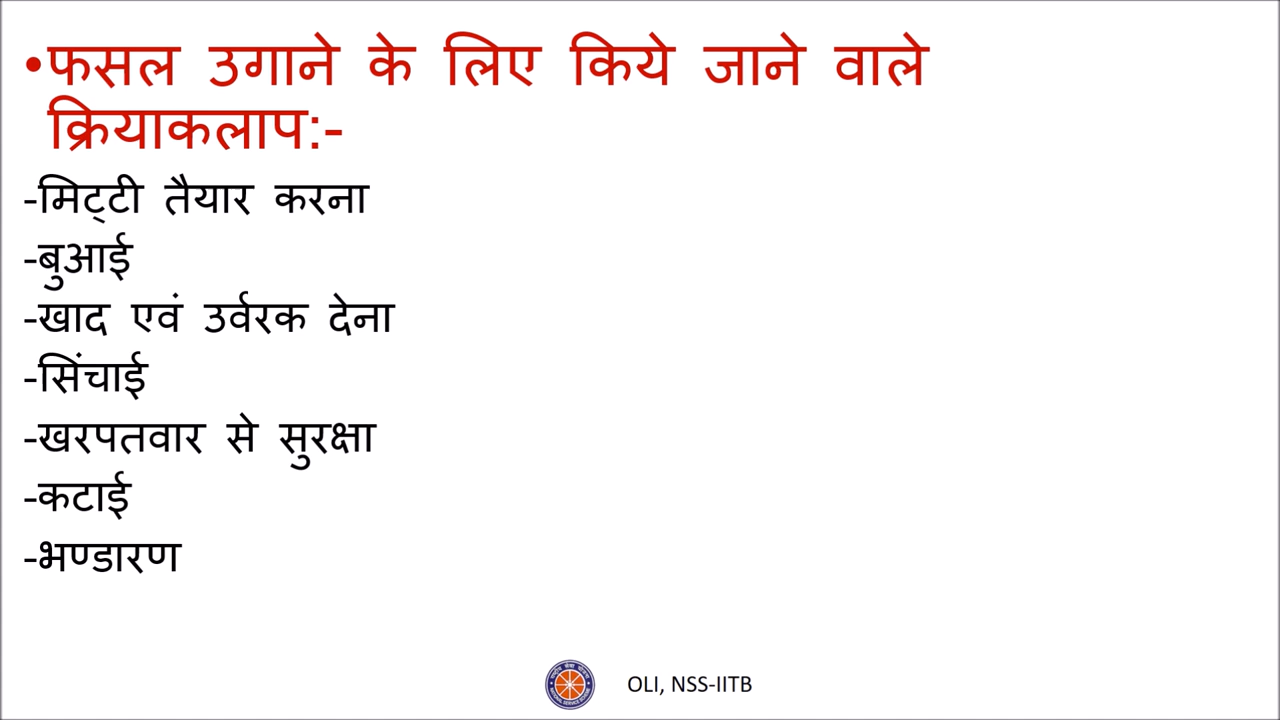 •फसल उगाने के लिए किये जाने वाले
क्रियाकलाप:-
-मिट्टी तैयार करना
-बुआई
-खाद एवं उर्वरक देना
-सिंचाई
-खरपतवार से सुरक्षा
-कटाई
-भण्डारण
OLI, NSS-IITB